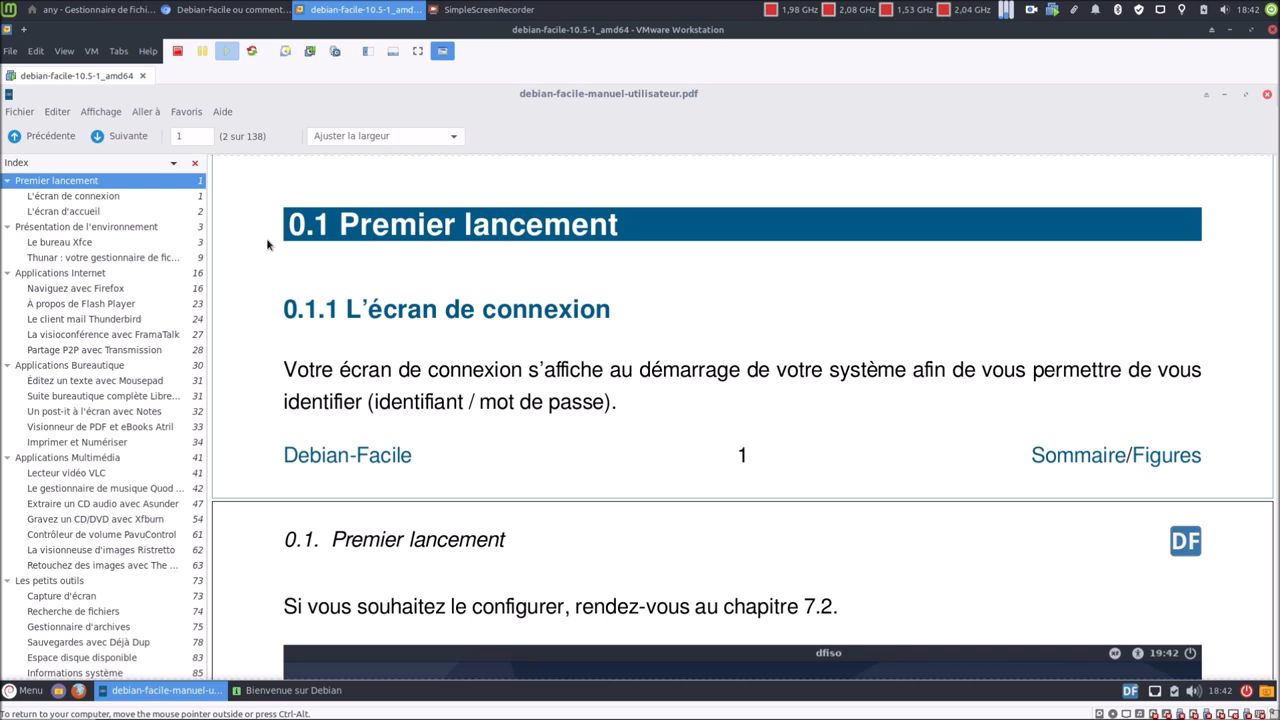 any - Gestionnaire de fichi...
Debian-Facile ou comment...
debian-facile-10.5-1_amd...
SimpleScreenRecorder
1,98 GHz
2,08 GHz
1,53 GHz
2,04 GHz
18:42
debian-facile-10.5-1_amd64 - VMware Workstation
File Edit View VM Tabs Help
debian-facile-10.5-1_amd64
debian-facile-manuel-utilisateur.pdf
Fichier Editer Affichage Aller à Favoris Aide
Précédente Suivante 1 (2 sur 138) Ajuster la largeur
Index
Premier lancement 1
L'écran de connexion 1
L'écran d'accueil 2
Présentation de l'environnement 3
Le bureau Xfce 3
Thunar : votre gestionnaire de fic... 9
Applications Internet 16
Naviguez avec Firefox 16
À propos de Flash Player 23
Le client mail Thunderbird 24
La visioconférence avec FramaTalk 27
Partage P2P avec Transmission 28
Applications Bureautique 30
Éditez un texte avec Mousepad 31
Suite bureautique complète Libre... 31
Un post-it à l'écran avec Notes 32
Visionneur de PDF et eBooks Atril 33
Imprimer et Numériser 34
Applications Multimédia 41
Lecteur vidéo VLC 41
Le gestionnaire de musique Quod ... 42
Extraire un CD audio avec Asunder 47
Gravez un CD/DVD avec Xfburn 54
Contrôleur de volume PavuControl 61
La visionneuse d'images Ristretto 62
Retouchez des images avec The ... 63
Les petits outils 73
Capture d'écran 73
Recherche de fichiers 74
Gestionnaire d'archives 75
Sauvegardes avec Déjà Dup 78
Espace disque disponible 83
Informations système 85
0.1 Premier lancement
0.1.1 L'écran de connexion
Votre écran de connexion s'affiche au démarrage de votre système afin de vous permettre de vous
identifier (identifiant / mot de passe).
Debian-Facile 1 Sommaire/Figures
0.1. Premier lancement DF
Si vous souhaitez le configurer, rendez-vous au chapitre 7.2.
dfiso 19:42
Menu debian-facile-manuel-u... Bienvenue sur Debian DF 18:42
To return to your computer, move the mouse pointer outside or press Ctrl-Alt.